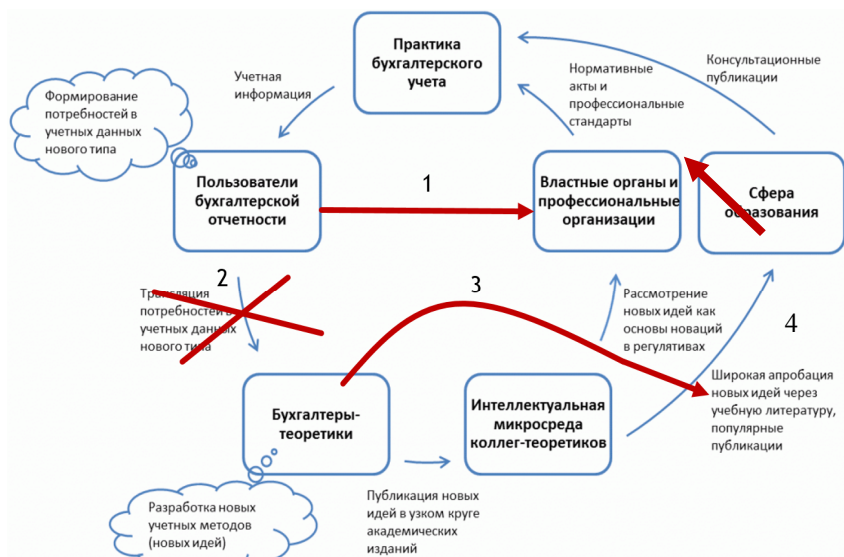 Практика
бухгалтерского
учета
Учетная
информация
Нормативные
акты и
профессиональные
стандарты
Консультационные
публикации
Формирование
потребностей в
учетных данных
нового типа
Пользователи
бухгалтерской
отчетности
1
Властные органы и
профессиональные
организации
Сфера
образования
2
Трансляция
потребностей в
учетных данных
нового типа
3
Рассмотрение
новых идей как
основы новаций
в регулятивах
4
Широкая апробация
новых идей через
учебную литературу,
популярные
публикации
Бухгалтеры-
теоретики
Интеллектуальная
микросреда
коллег-теоретиков
Разработка новых
учетных методов
(новых идей)
Публикация новых
идей в узком круге
академических
изданий